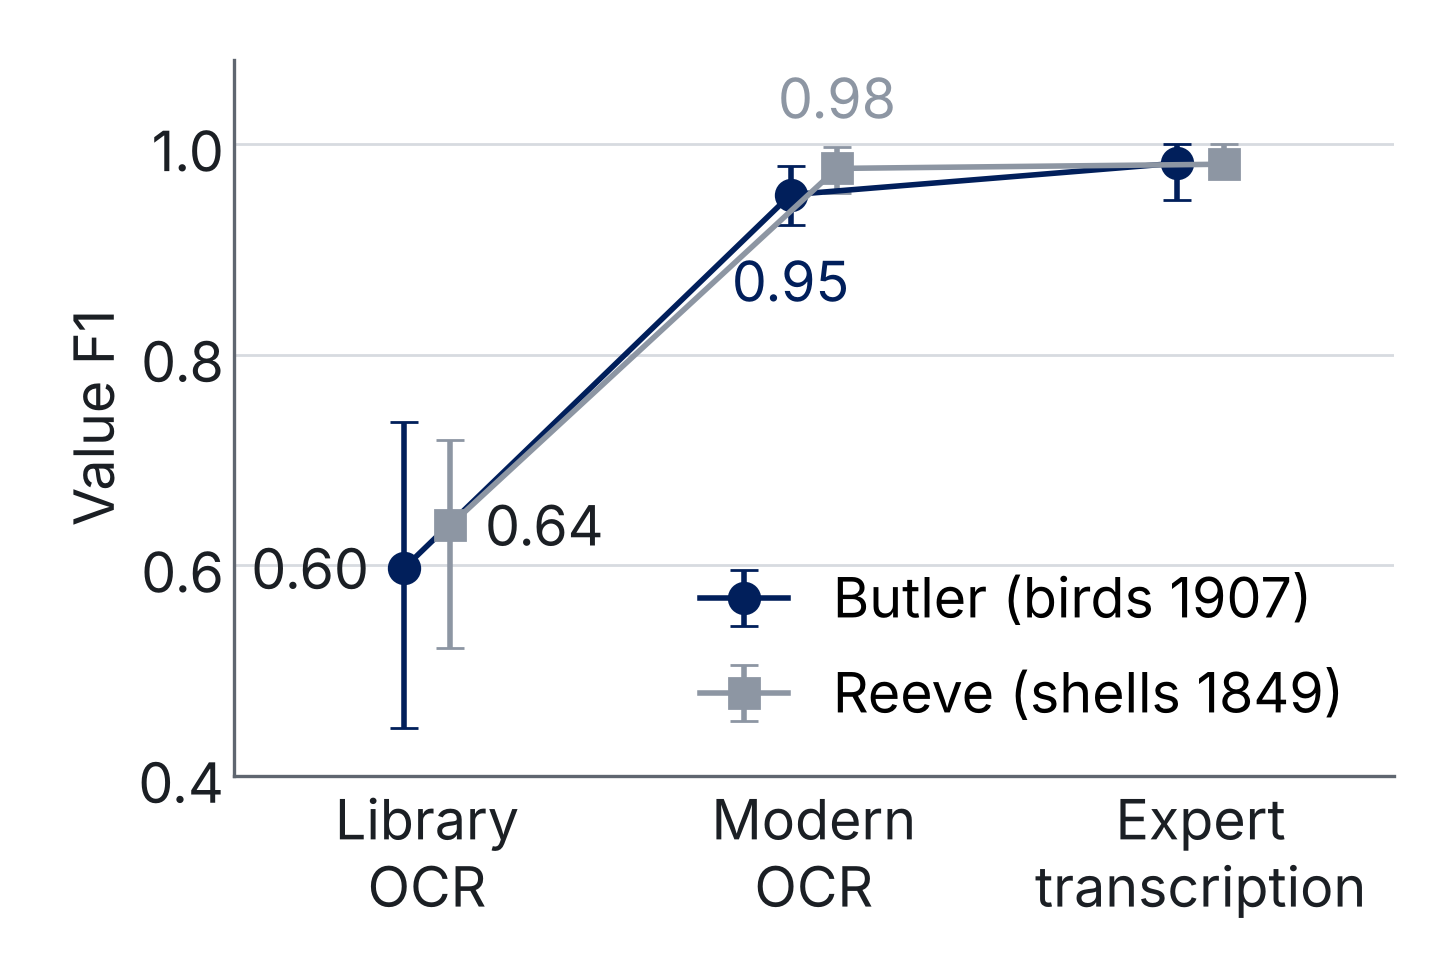 0.98
1.0
0.95
0.8
Value F1
0.64
0.60
0.6
Butler (birds 1907)
Reeve (shells 1849)
0.4
Library
OCR
Modern
OCR
Expert
transcription